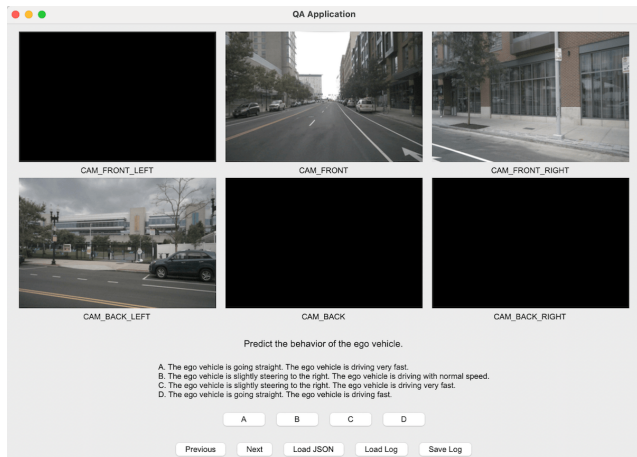 QA Application
CAM_FRONT_LEFT
CAM_FRONT
CAM_FRONT_RIGHT
CAM_BACK_LEFT
CAM_BACK
CAM_BACK_RIGHT
Predict the behavior of the ego vehicle.
A. The ego vehicle is going straight. The ego vehicle is driving very fast.
B. The ego vehicle is slightly steering to the right. The ego vehicle is driving with normal speed.
C. The ego vehicle is slightly steering to the right. The ego vehicle is driving very fast.
D. The ego vehicle is going straight. The ego vehicle is driving fast.
A
B
C
D
Previous
Next
Load JSON
Load Log
Save Log